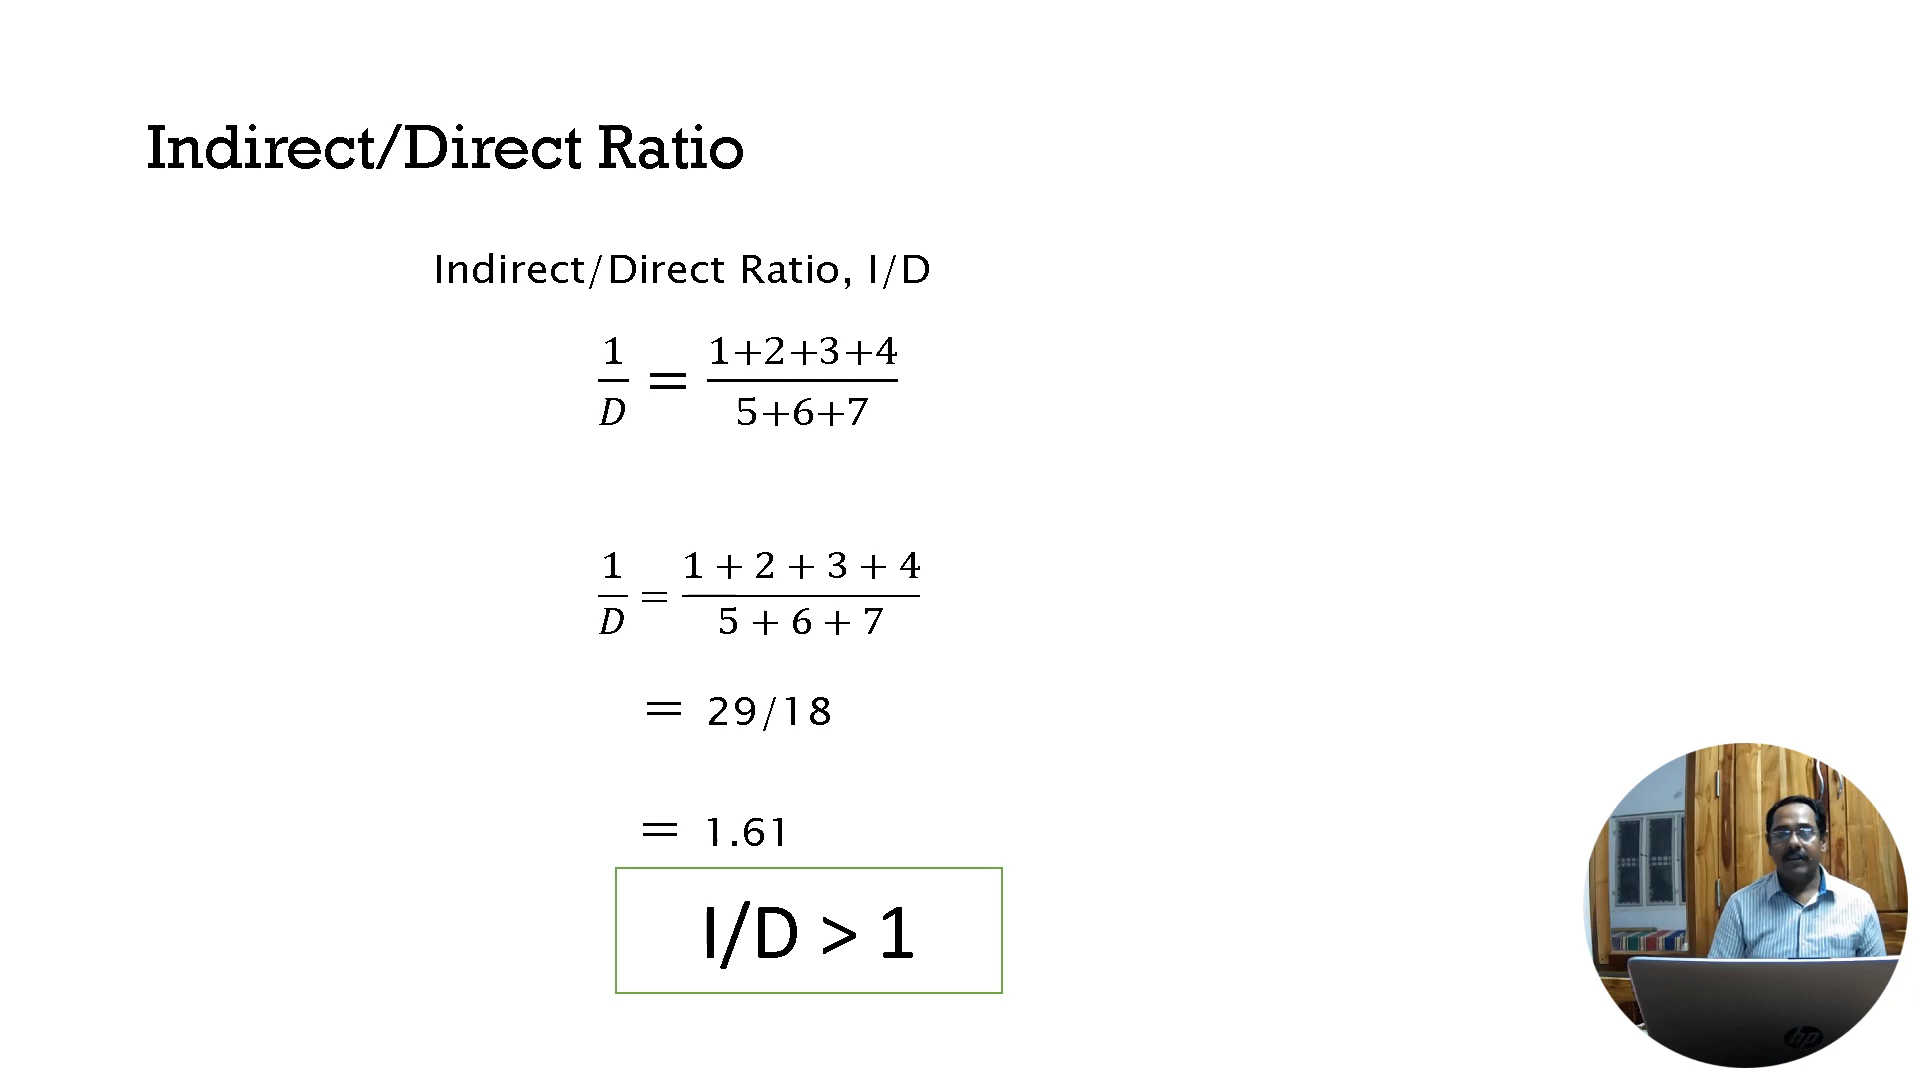 Indirect/Direct Ratio
Indirect/Direct Ratio, I/D
1/D = 1+2+3+4/5+6+7
1/D = 1 + 2 + 3 + 4/5 + 6 + 7
= 29/18
= 1.61
I/D > 1
hp